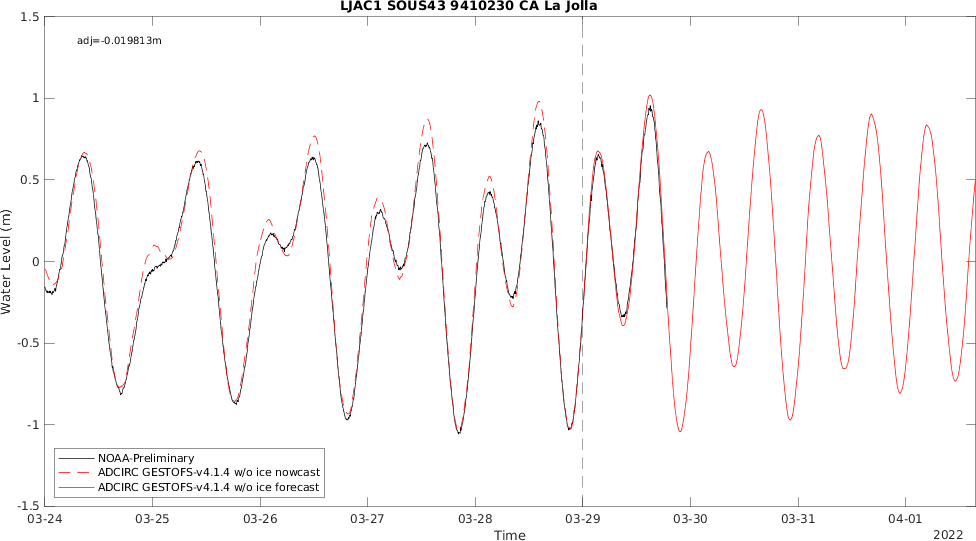 LJAC1 SOUS43 9410230 CA La Jolla
adj=-0.019813m
1.5
1
0.5
0
-0.5
-1
-1.5
Water Level (m)
NOAA-Preliminary
ADCIRC GESTOFS-v4.1.4 w/o ice nowcast
ADCIRC GESTOFS-v4.1.4 w/o ice forecast
03-24 03-25 03-26 03-27 03-28 03-29 03-30 03-31 04-01
Time
2022